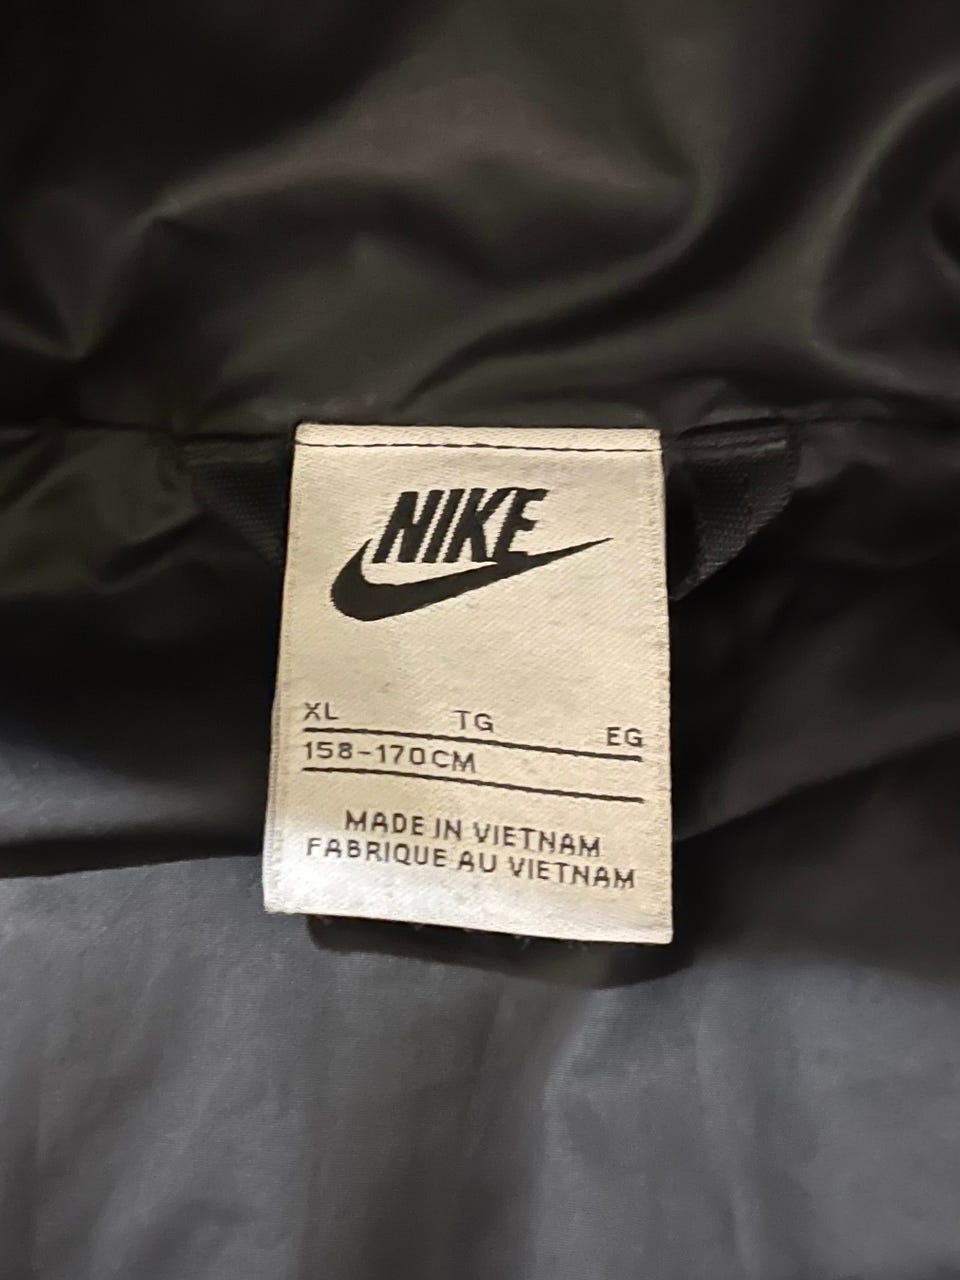 NIKE
XL TG EG
158-170CM
MADE IN VIETNAM
FABRIQUE AU VIETNAM